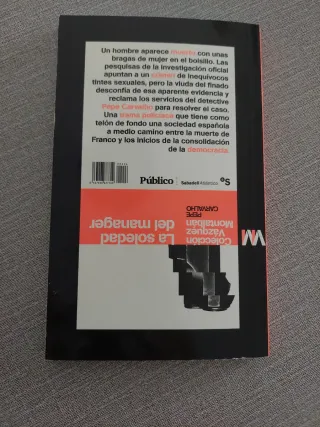 Un hombre aparece muerto con unas
bragas de mujer en el bolsillo. Las
pesquisas de la investigación oficial
apuntan a un crimen de inequívocos
tintes sexuales, pero la viuda del finado
desconfía de esa aparente evidencia y
reclama los servicios del detective
Pepe Carvalho para resolver el caso.
Una trama policiaca que tiene como
telón de fondo una sociedad española
a medio camino entre la muerte de
Franco y los inicios de la consolidación
de la democracia.
Público
Sabadell Atlántico
La soledad
del manager
Colección
Vázquez
Montalbán
PEPE
CARVALHO